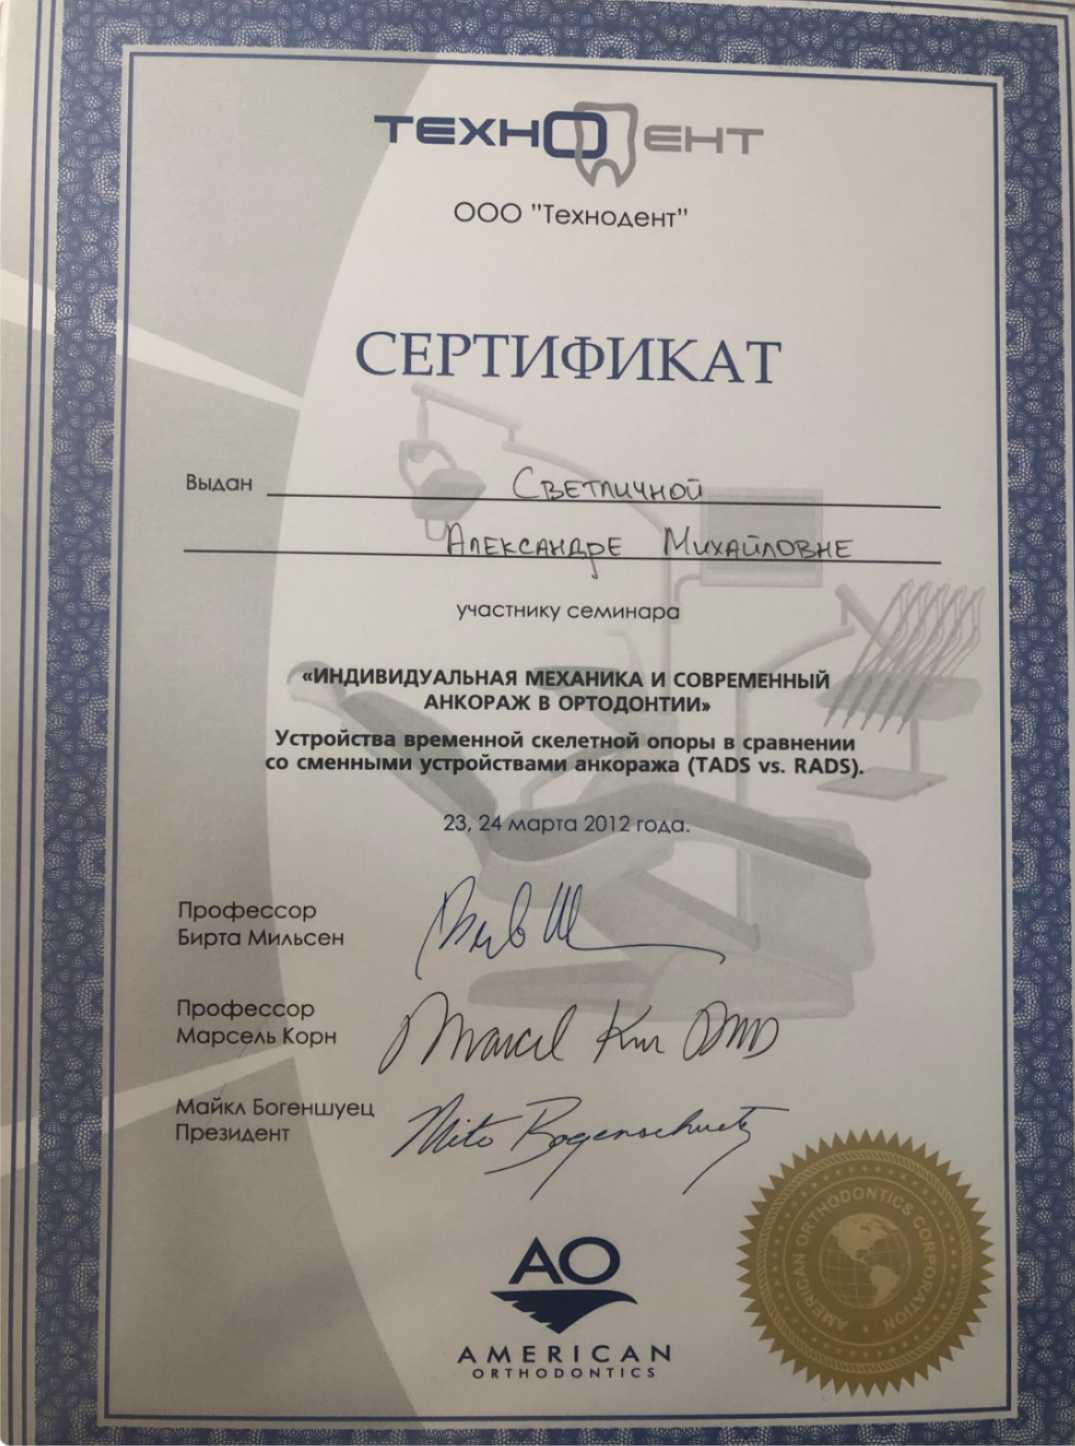 ТЕХНОДЕНТ
ООО "Технодент"
СЕРТИФИКАТ
Выдан Светличной
Александре Михайловне
участнику семинара
«ИНДИВИДУАЛЬНАЯ МЕХАНИКА И СОВРЕМЕННЫЙ
АНКОРАЖ В ОРТОДОНТИИ»
Устройства временной скелетной опоры в сравнении
со сменными устройствами анкоража (TADS vs. RADS).
23, 24 марта 2012 года.
Профессор
Бирта Мильсен
Профессор
Марсель Корн
Marcel Korn DMD
Майкл Богеншуец
Президент
AO
AMERICAN
ORTHODONTICS
AMERICAN ORTHODONTICS CORPORATION